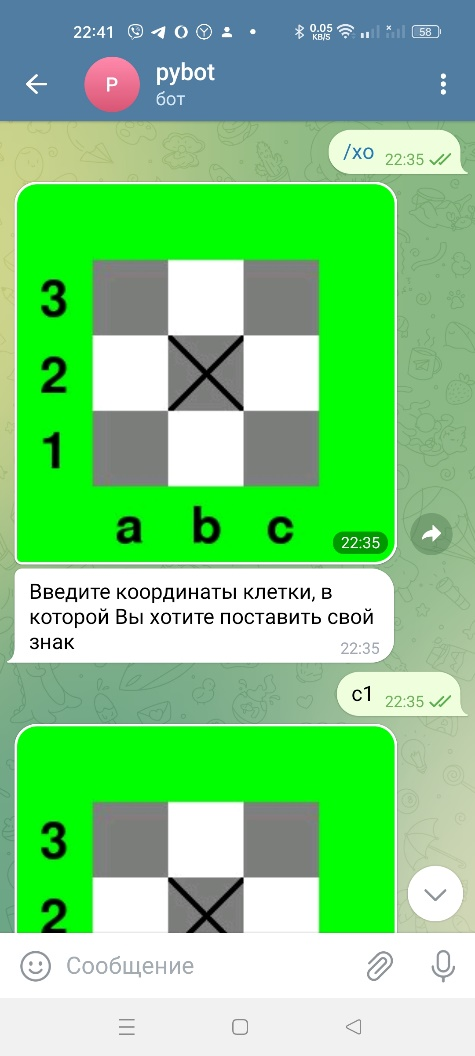 22:41
0.05
KB/S
58
P
pybot
бот
/xo
22:35
3
2
1
a b c
22:35
Введите координаты клетки, в
которой Вы хотите поставить свой
знак
22:35
c1
22:35
3
2
Сообщение